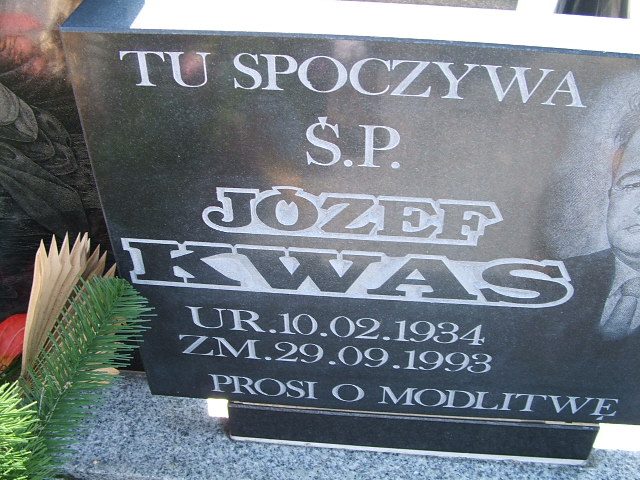 TU SPOCZYWA
Ś.P.
JÓZEF
KWAS
UR.10.02.1934
ZM.29.09.1993
PROSI O MODLITWĘ